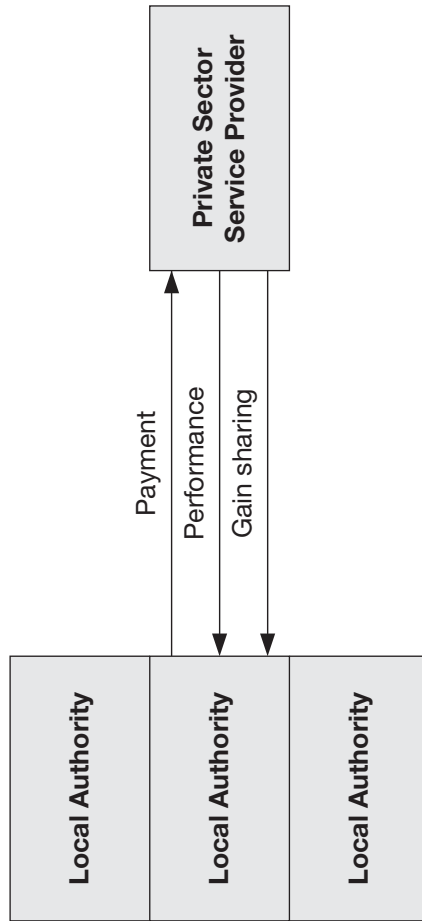 Local Authority
Local Authority
Local Authority
Payment
Performance
Gain sharing
Private Sector
Service Provider